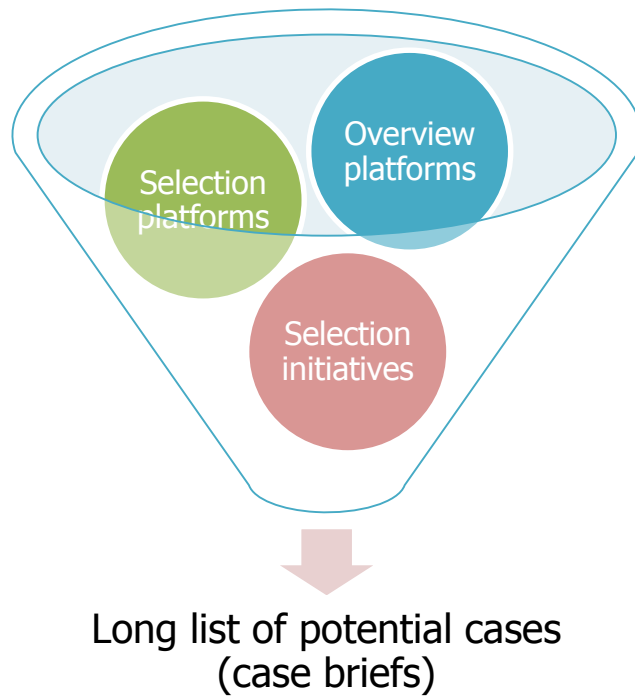 Overview
platforms
Selection
platforms
Selection
initiatives
Long list of potential cases
(case briefs)